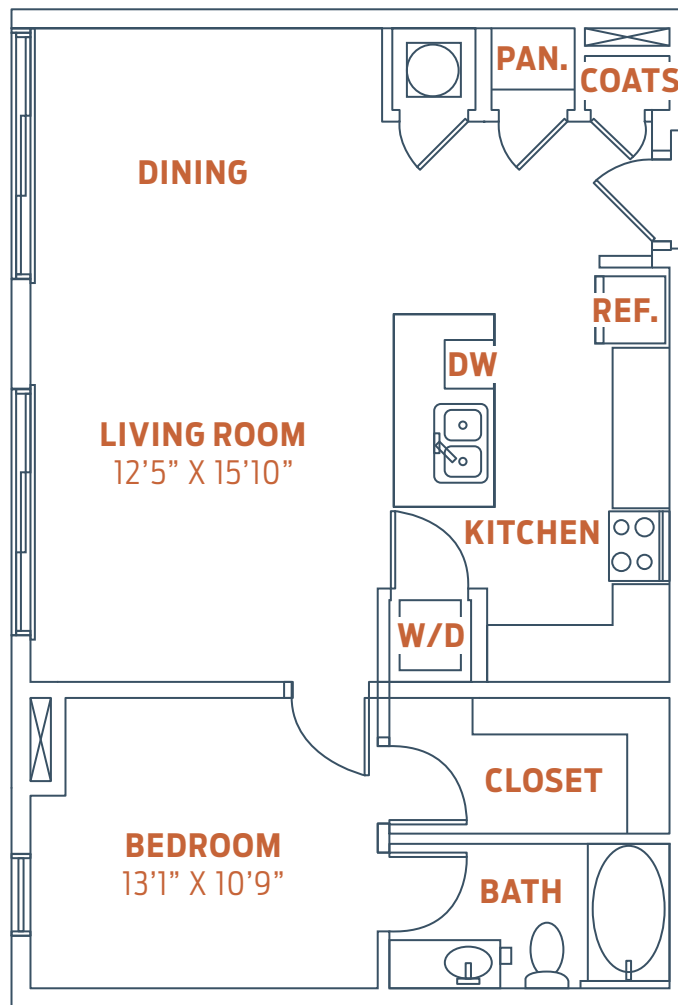 PAN.
COATS
DINING
REF.
DW
LIVING ROOM
12’5” X 15’10”
KITCHEN
W/D
CLOSET
BEDROOM
13’1” X 10’9”
BATH